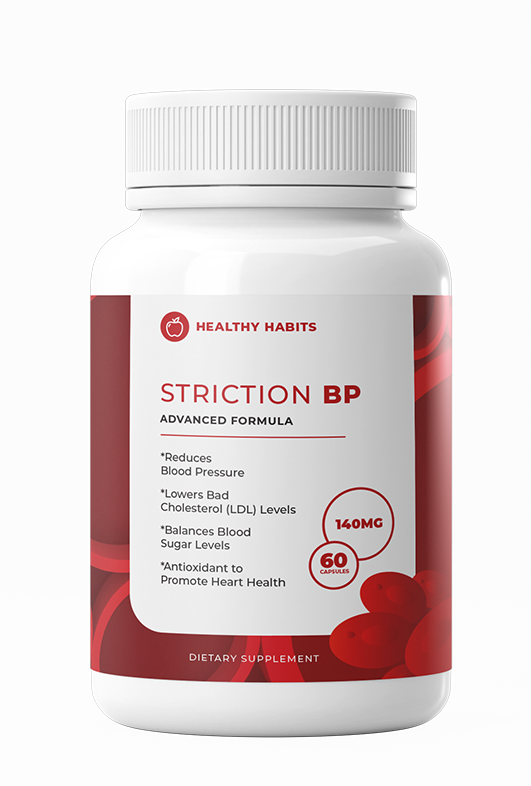 HEALTHY HABITS
STRICTION BP
ADVANCED FORMULA
*Reduces
Blood Pressure
*Lowers Bad
Cholesterol (LDL) Levels
*Balances Blood
Sugar Levels
*Antioxidant to
Promote Heart Health
140MG
60
CAPSULES
DIETARY SUPPLEMENT